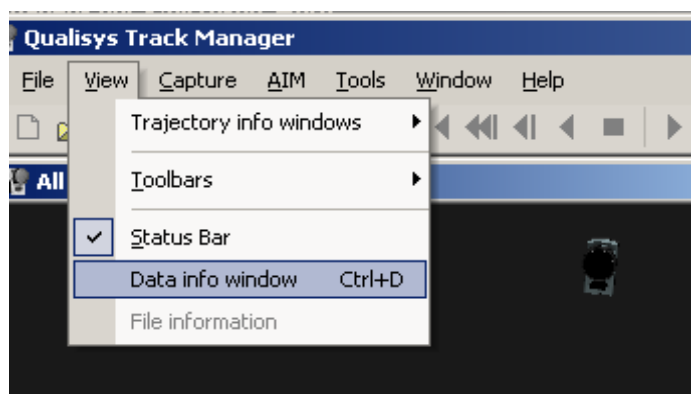 Qualisys Track Manager
File View Capture AIM Tools Window Help
Trajectory info windows
All
Toolbars
Status Bar
Data info window Ctrl+D
File information